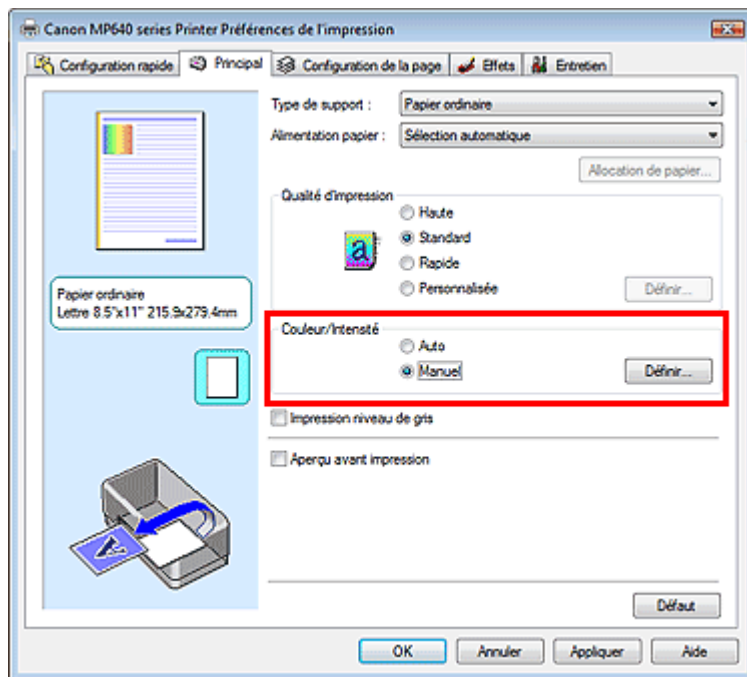 Canon MP640 series Printer Préférences de l'impression
Configuration rapide Principal Configuration de la page Effets Entretien
Type de support : Papier ordinaire
Alimentation papier : Sélection automatique
Allocation de papier...
Qualité d'impression
Haute
a Standard
Rapide
Personnalisée Définir...
Papier ordinaire
Lettre 8.5"x11" 215.9x279.4mm
Couleur/Intensité
Auto
Manuel Définir...
Impression niveau de gris
Aperçu avant impression
A
Défaut
OK Annuler Appliquer Aide